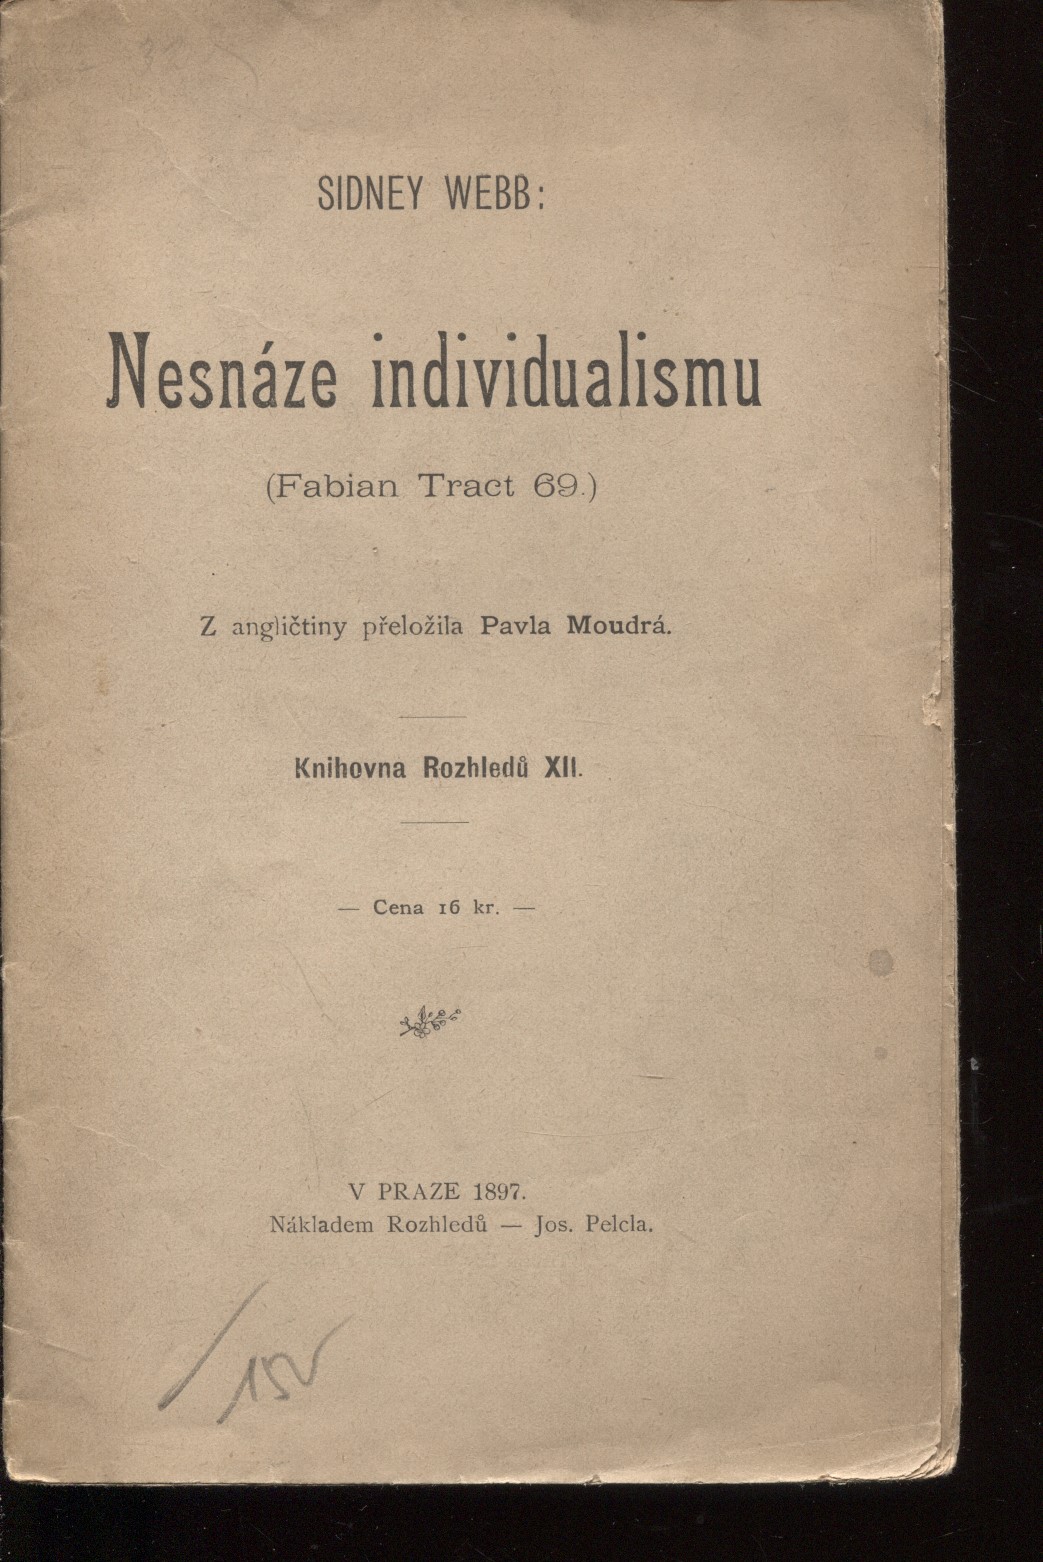 SIDNEY WEBB:
Nesnáze individualismu
(Fabian Tract 69.)
Z angličtiny přeložila Pavla Moudrá.
Knihovna Rozhledů XII.
— Cena 16 kr. —
V PRAZE 1897.
Nákladem Rozhledů — Jos. Pelcla.